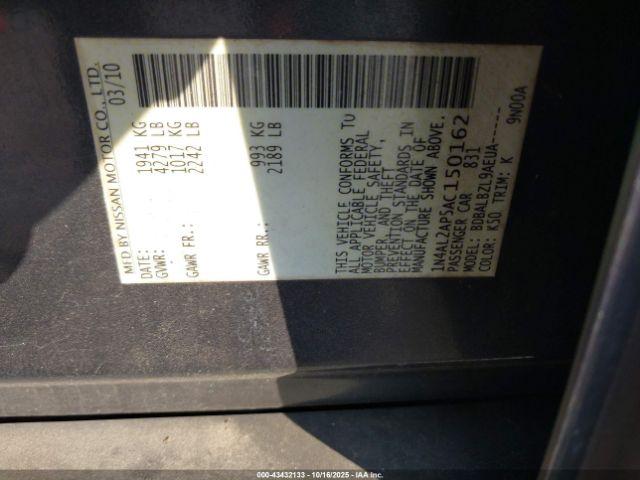 MFD BY NISSAN MOTOR CO., LTD.
DATE: 03/10
GVWR: 1941 KG
4279 LB
GAWR FR.: 1017 KG
2242 LB
GAWR RR.: 993 KG
2189 LB
THIS VEHICLE CONFORMS TO
ALL APPLICABLE FEDERAL
MOTOR VEHICLE SAFETY,
BUMPER, AND THEFT
PREVENTION STANDARDS IN
EFFECT ON THE DATE OF
MANUFACTURE SHOWN ABOVE.
1N4AL2AP5AC150162
PASSENGER CAR 831
MODEL: BDBALBZL9AEUA-----
COLOR: K50 TRIM: K 9N00A
000-43432133 - 10/16/2025 - IAA